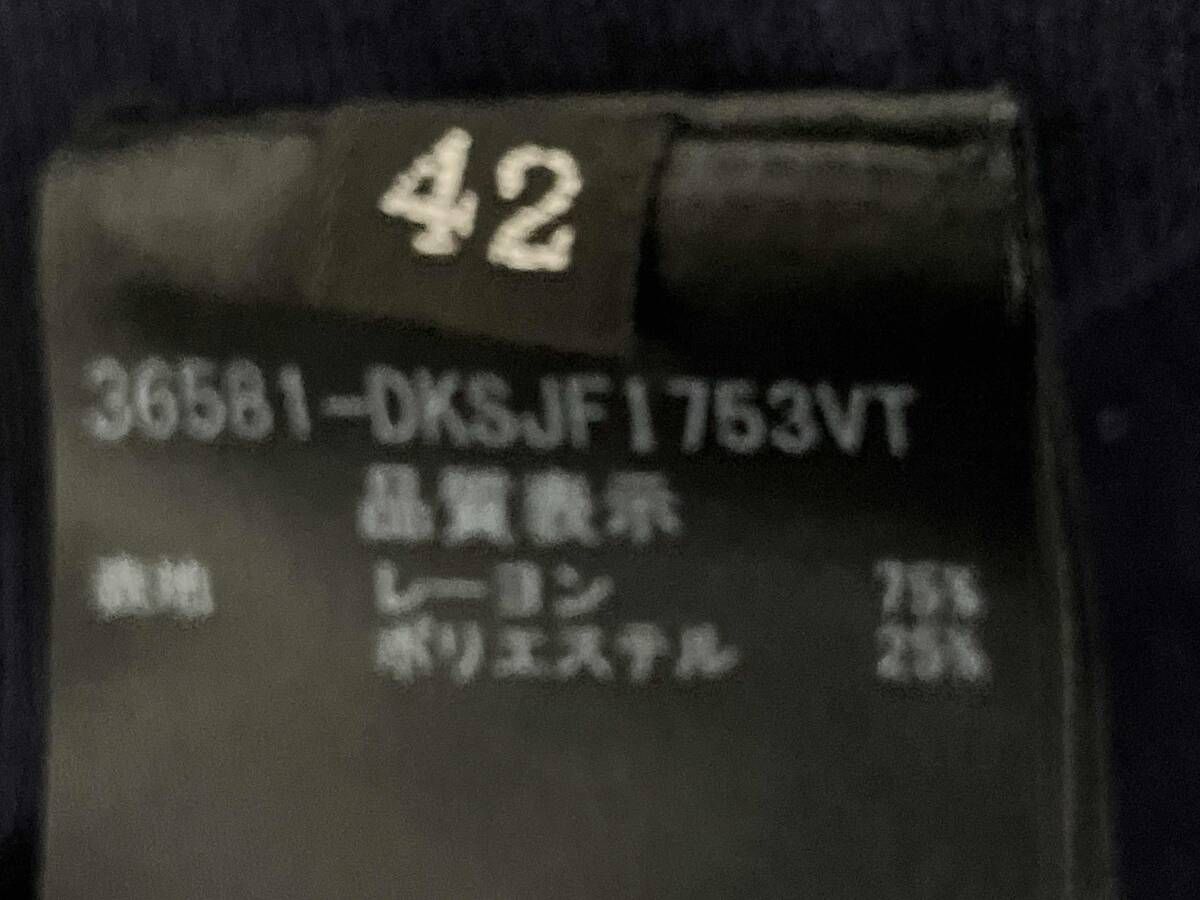 42
36581-DKSJF1753VT
品質表示
表地 レーヨン 75%
ポリエステル 25%